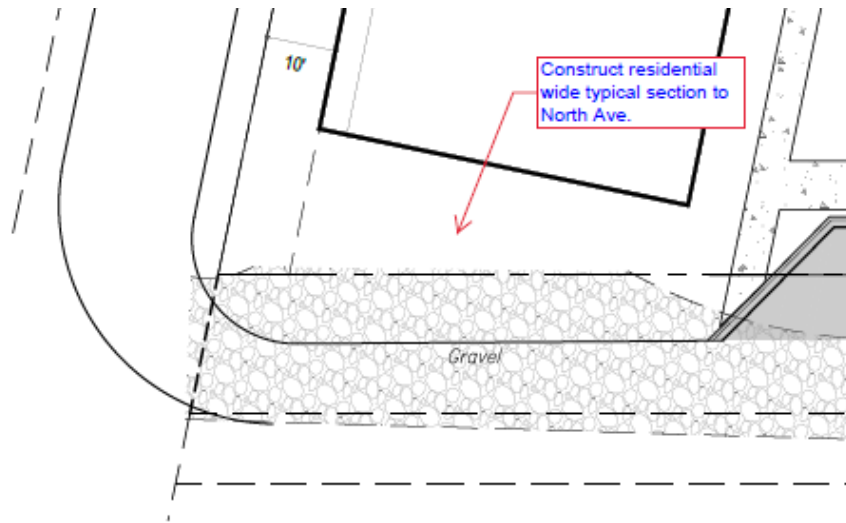 10'
Construct residential
wide typical section to
North Ave.
Gravel